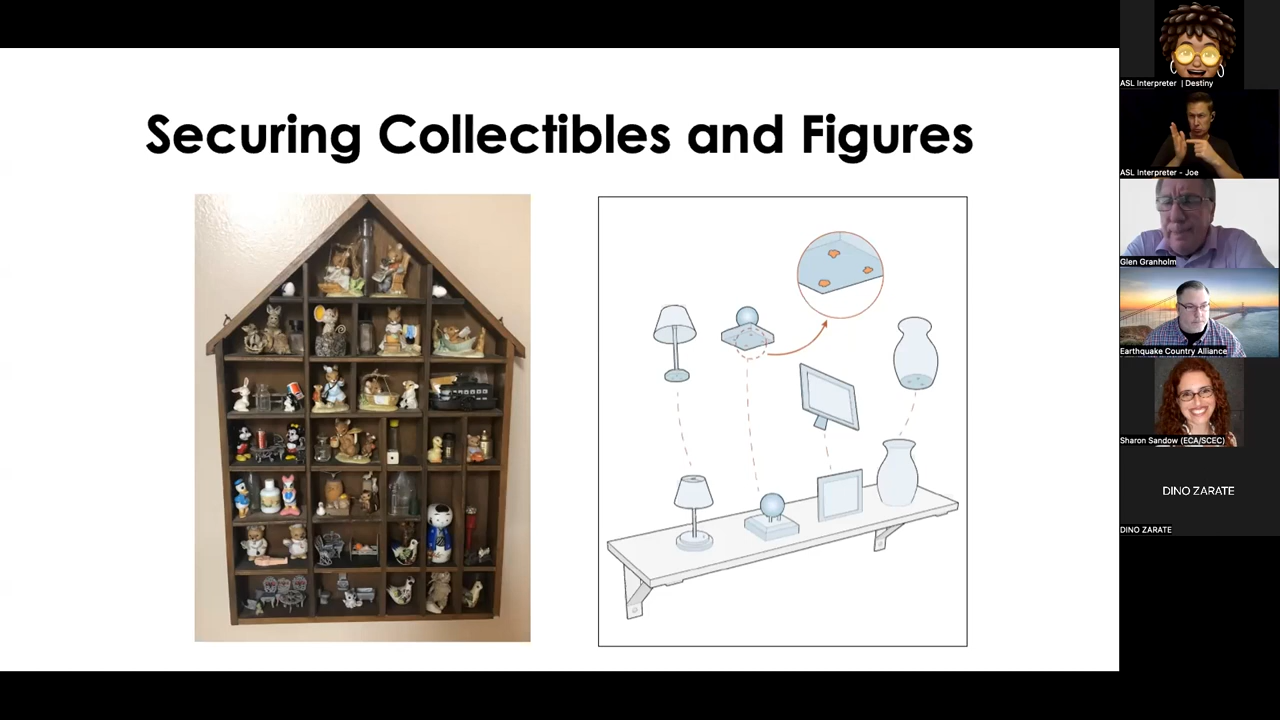 Securing Collectibles and Figures
ASL Interpreter | Destiny
ASL Interpreter - Joe
Glen Granholm
Earthquake Country Alliance
Sharon Sandow (ECA/SCEC)
DINO ZARATE
DINO ZARATE